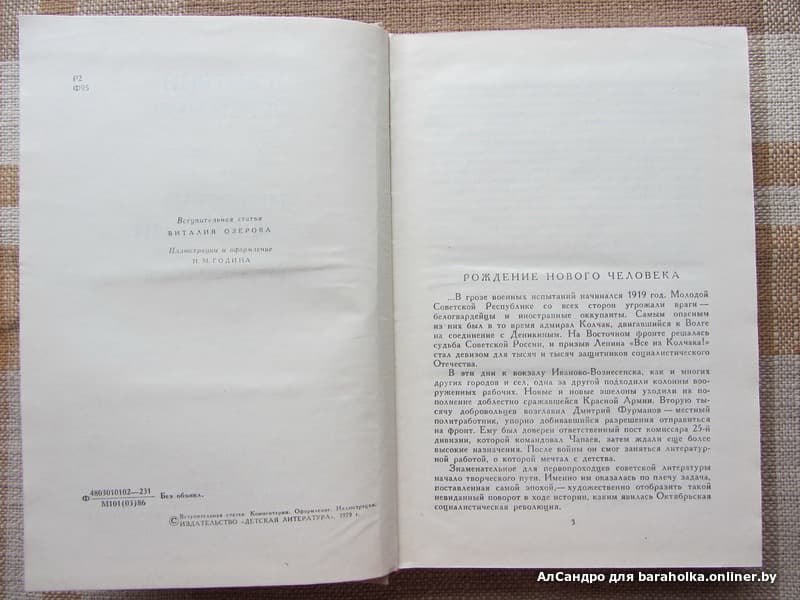 Р2
Ф95
Вступительная статья
ВИТАЛИЯ ОЗЕРОВА
Иллюстрации и оформление
И. М. ГОДИНА
Ф 4803010102—231
М101(03)86
Без объявл.
© Вступительная статья. Комментарии. Оформление. Иллюстрации.
ИЗДАТЕЛЬСТВО «ДЕТСКАЯ ЛИТЕРАТУРА», 1979 г.
РОЖДЕНИЕ НОВОГО ЧЕЛОВЕКА
...В грозе военных испытаний начинался 1919 год. Молодой
Советской Республике со всех сторон угрожали враги —
белогвардейцы и иностранные оккупанты. Самым опасным
из них был в то время адмирал Колчак, двигавшийся к Волге
на соединение с Деникиным. На Восточном фронте решалась
судьба Советской России, и призыв Ленина «Все на Колчака!»
стал девизом для тысяч и тысяч защитников социалистического
Отечества.
В эти дни к вокзалу Иваново-Вознесенска, как и многих
других городов и сел, одна за другой подходили колонны воо-
руженных рабочих. Новые и новые эшелоны уходили на по-
полнение доблестно сражавшейся Красной Армии. Вторую ты-
сячу добровольцев возглавил Дмитрий Фурманов — местный
политработник, упорно добивавшийся разрешения отправиться
на фронт. Ему был доверен ответственный пост комиссара 25-й
дивизии, которой командовал Чапаев, затем ждали еще более
высокие назначения. После войны он смог заняться литератур-
ной работой, о которой мечтал с детства.
Знаменательное для первопроходцев советской литературы
начало творческого пути. Именно им оказалась по плечу задача,
поставленная самой эпохой,— художественно отобразить такой
невиданный поворот в ходе истории, каким явилась Октябрьская
социалистическая революция.
3
АлСандро для baraholka.onliner.by